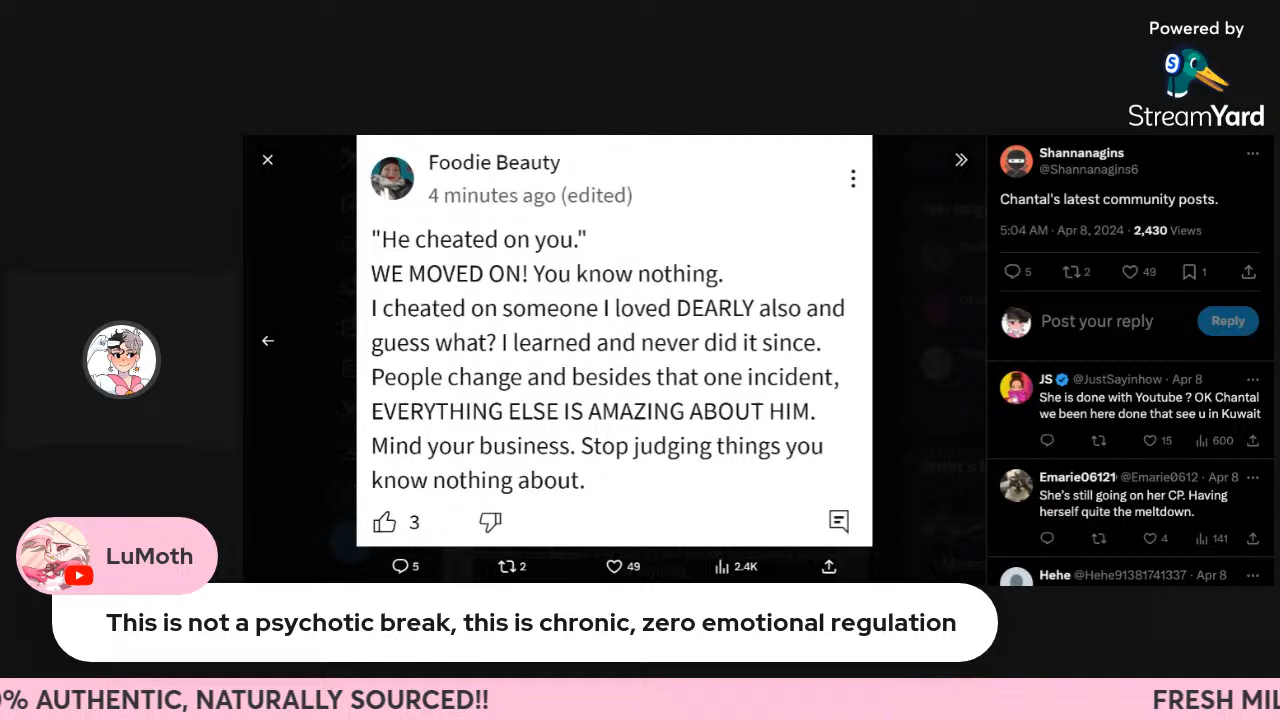 Powered by
StreamYard
Foodie Beauty
4 minutes ago (edited)
"He cheated on you."
WE MOVED ON! You know nothing.
I cheated on someone I loved DEARLY also and
guess what? I learned and never did it since.
People change and besides that one incident,
EVERYTHING ELSE IS AMAZING ABOUT HIM.
Mind your business. Stop judging things you
know nothing about.
3
5
2
49
2.4K
Shannanagins
@Shannanagins6
Chantal's latest community posts.
5:04 AM · Apr 8, 2024 · 2,430 Views
5
2
49
1
Post your reply
Reply
JS @JustSayinhow · Apr 8
She is done with Youtube ? OK Chantal
we been here done that see u in Kuwait
15
600
Emarie06121 @Emarie0612 · Apr 8
She's still going on her CP. Having
herself quite the meltdown.
4
141
Hehe @Hehe91381741337 · Apr 8
LuMoth
This is not a psychotic break, this is chronic, zero emotional regulation
% AUTHENTIC, NATURALLY SOURCED!!
FRESH MIL